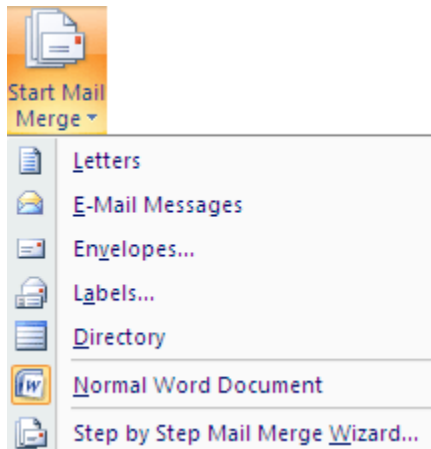 Start Mail
Merge
Letters
E-Mail Messages
Envelopes...
Labels...
Directory
Normal Word Document
Step by Step Mail Merge Wizard...